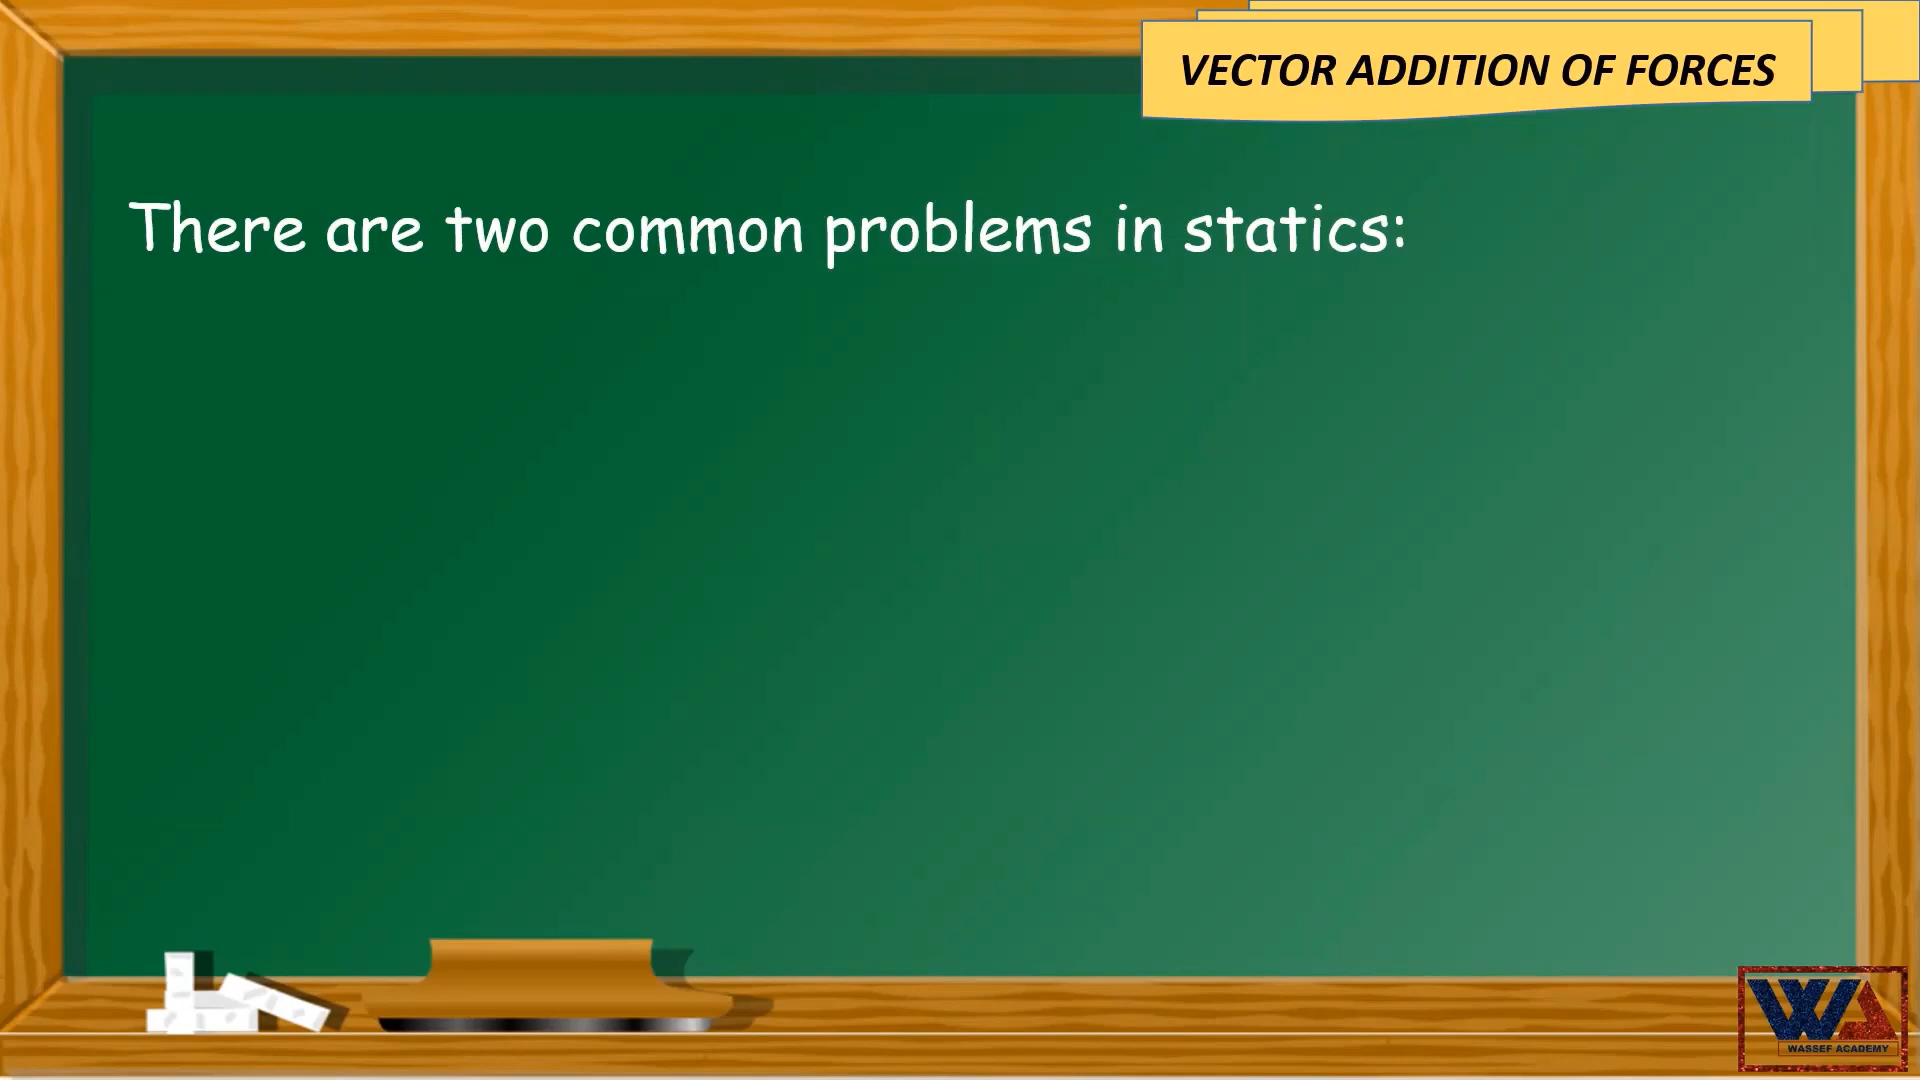 VECTOR ADDITION OF FORCES
There are two common problems in statics:
WA
WASSEF ACADEMY